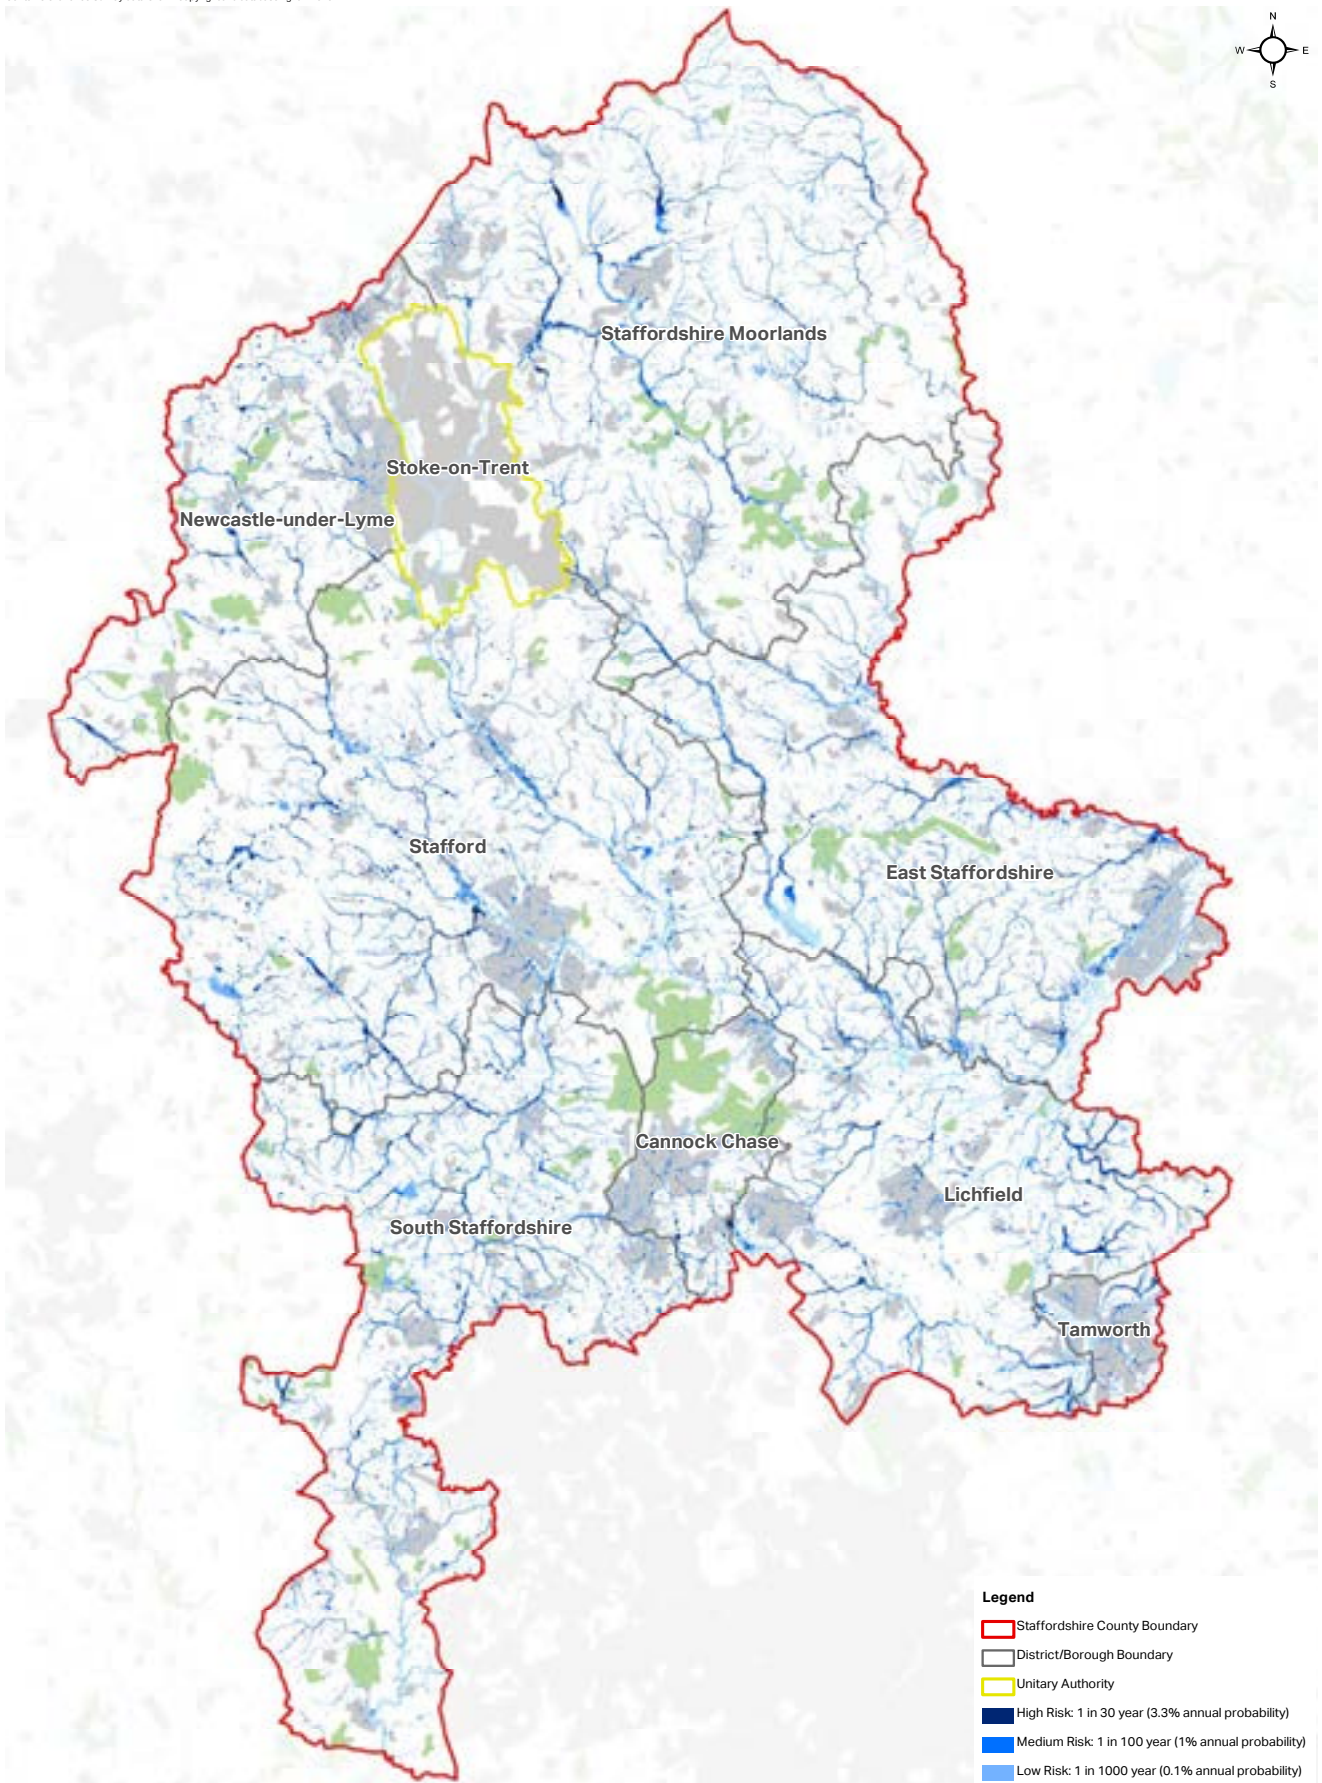 N
W E
S
Staffordshire Moorlands
Stoke-on-Trent
Newcastle-under-Lyme
Stafford
East Staffordshire
Cannock Chase
Lichfield
South Staffordshire
Tamworth
Legend
Staffordshire County Boundary
District/Borough Boundary
Unitary Authority
High Risk: 1 in 30 year (3.3% annual probability)
Medium Risk: 1 in 100 year (1% annual probability)
Low Risk: 1 in 1000 year (0.1% annual probability)